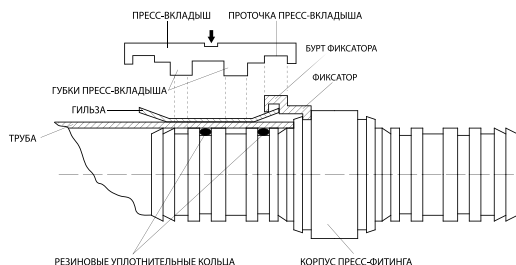 ПРЕСС-ВКЛАДЫШ
ПРОТОЧКА ПРЕСС-ВКЛАДЫША
БУРТ ФИКСАТОРА
ФИКСАТОР
ГУБКИ ПРЕСС-ВКЛАДЫША
ГИЛЬЗА
ТРУБА
РЕЗИНОВЫЕ УПЛОТНИТЕЛЬНЫЕ КОЛЬЦА
КОРПУС ПРЕСС-ФИТИНГА